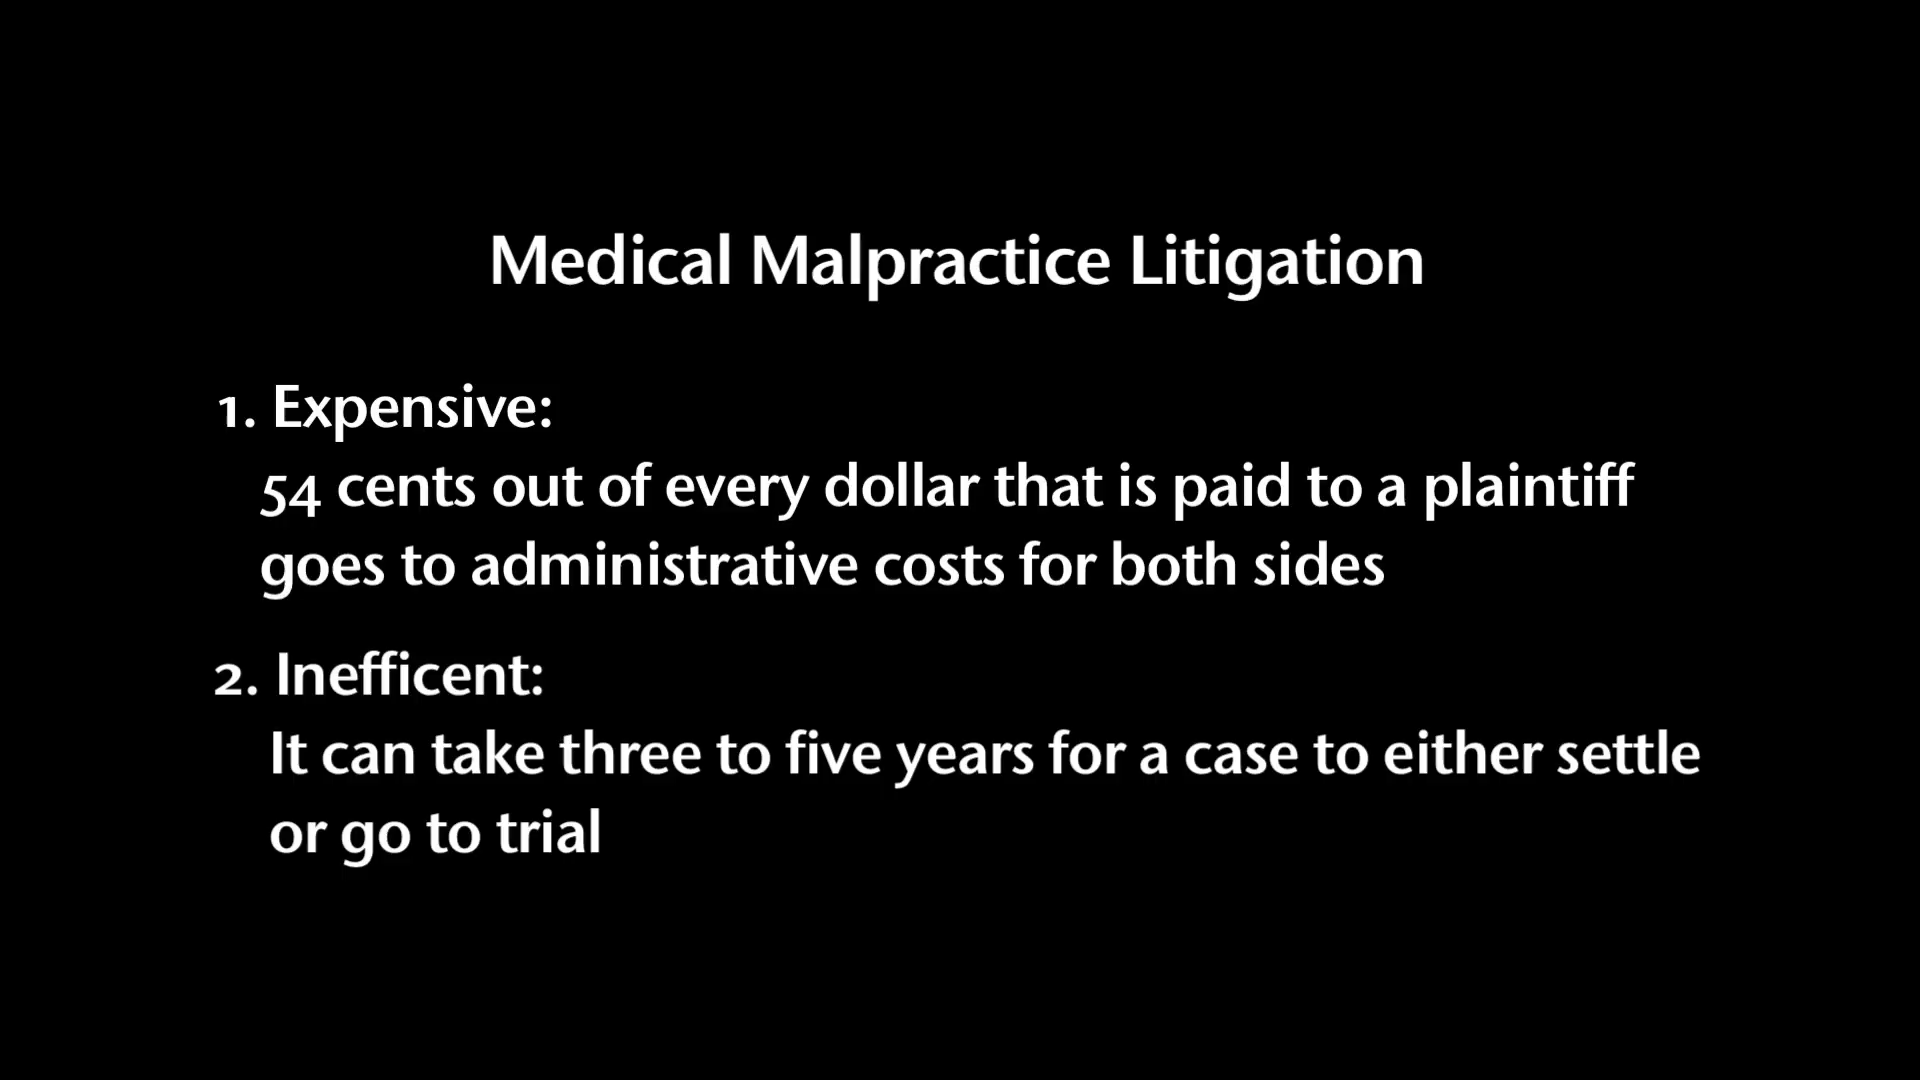 Medical Malpractice Litigation
1. Expensive:
54 cents out of every dollar that is paid to a plaintiff
goes to administrative costs for both sides
2. Inefficent:
It can take three to five years for a case to either settle
or go to trial